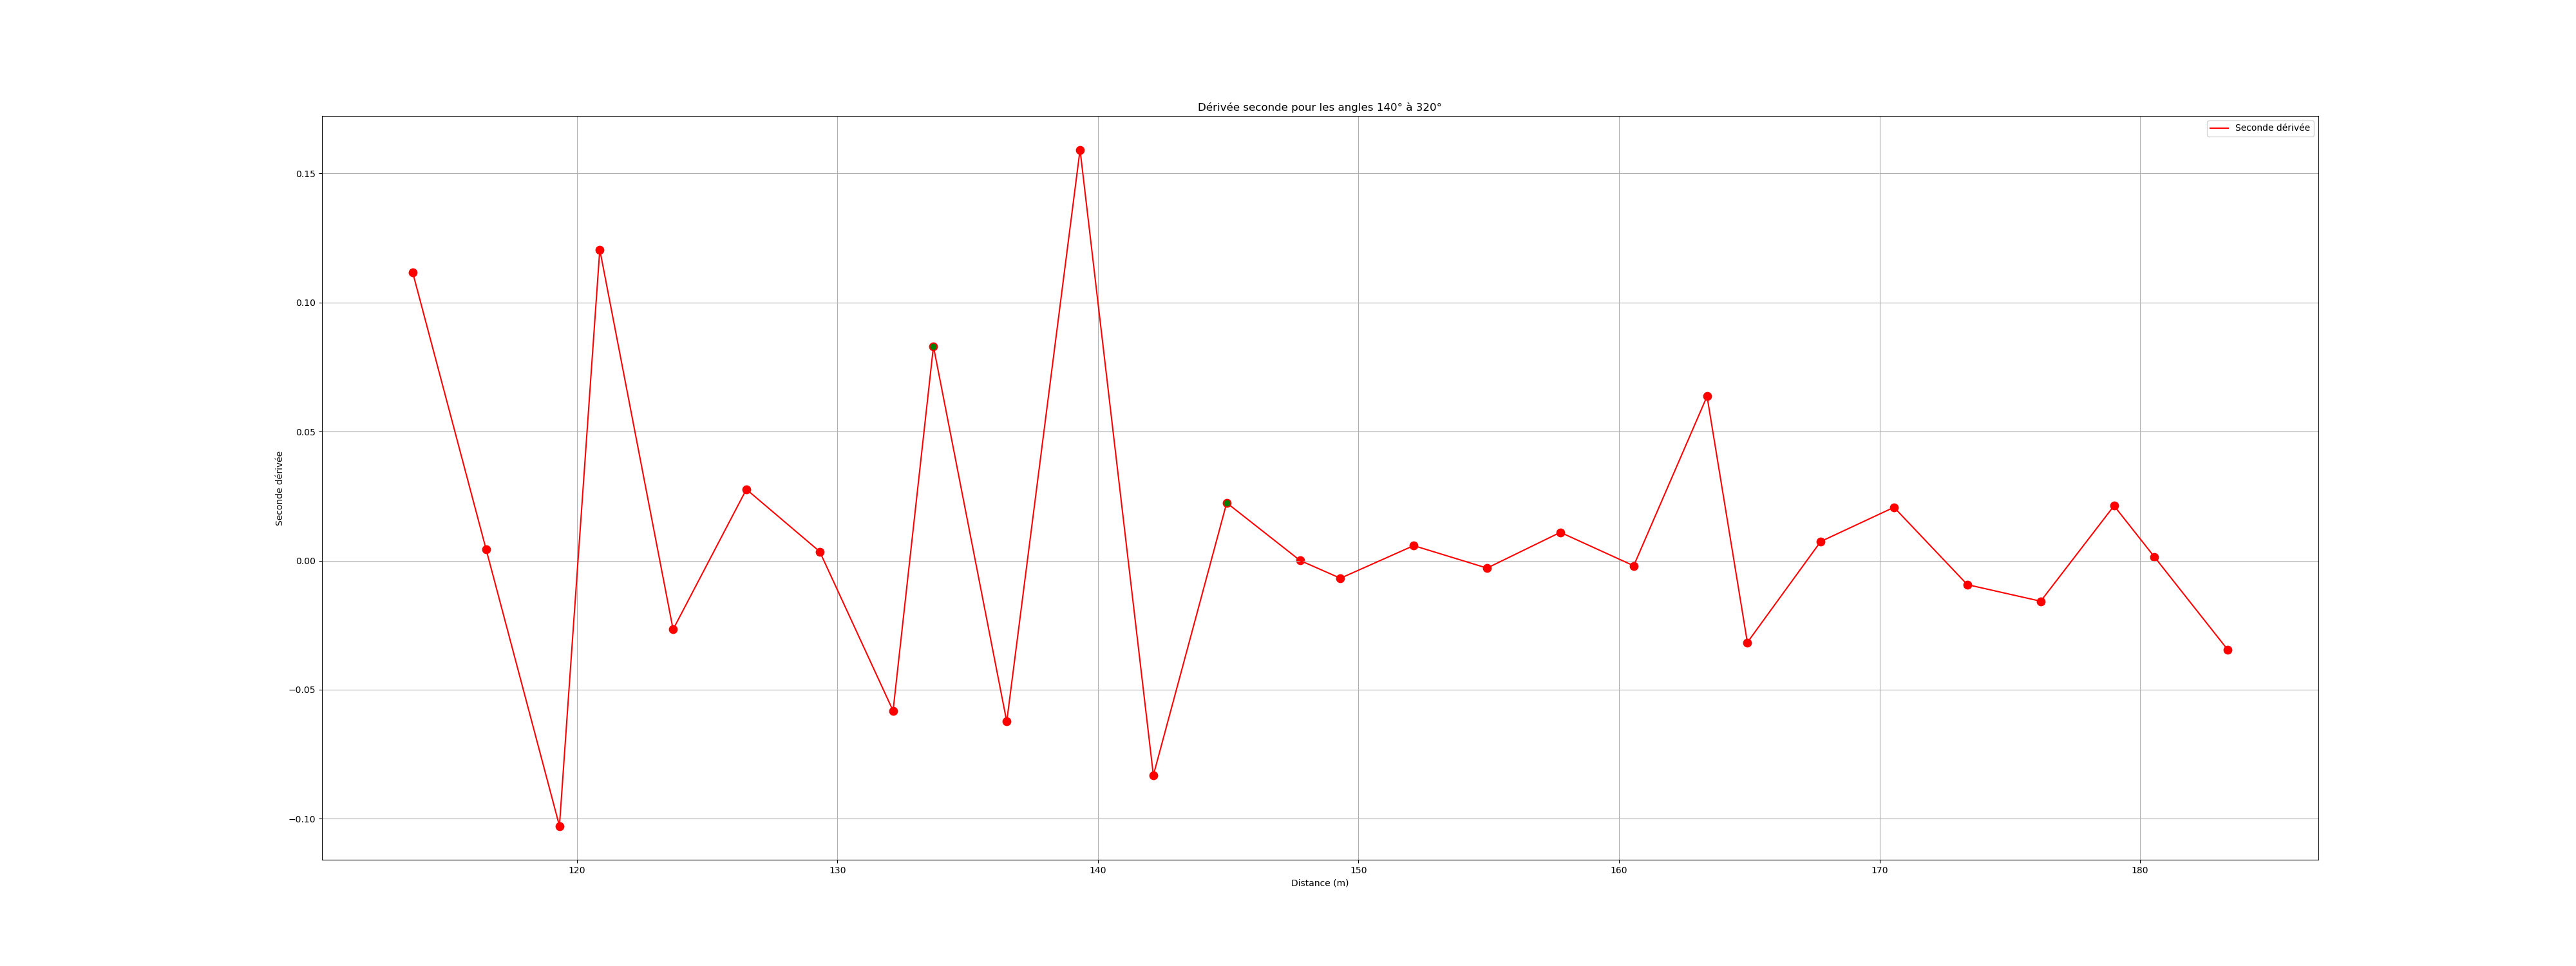 Dérivée seconde pour les angles 140° à 320°
Seconde dérivée
0.15
0.10
0.05
0.00
−0.05
−0.10
Seconde dérivée
120 130 140 150 160 170 180
Distance (m)